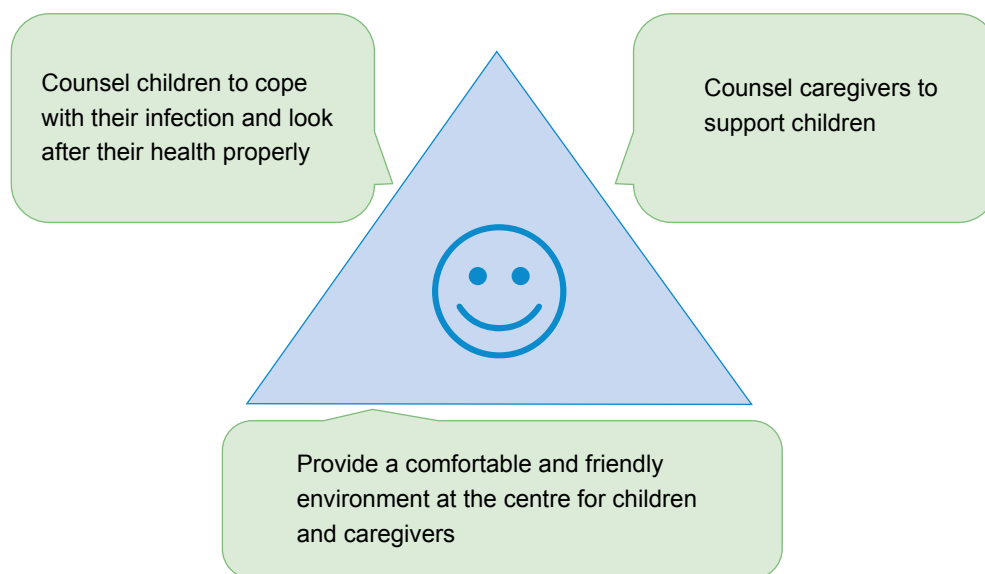 Counsel children to cope
with their infection and look
after their health properly
Counsel caregivers to
support children
Provide a comfortable and friendly
environment at the centre for children
and caregivers